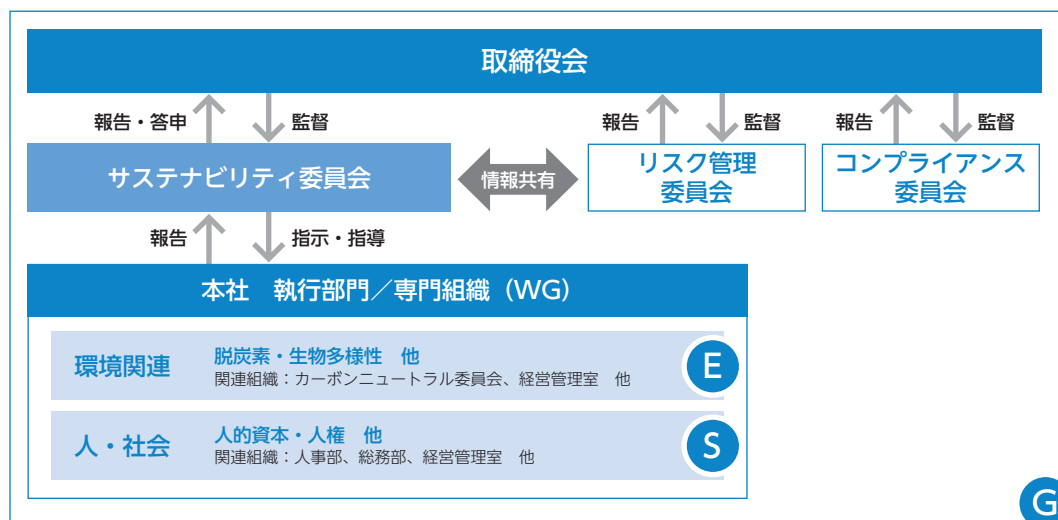 取締役会
報告・答申
監督
報告
監督
報告
監督
サステナビリティ委員会
情報共有
リスク管理
委員会
コンプライアンス
委員会
報告
指示・指導
本社　執行部門／専門組織（WG）
環境関連
脱炭素・生物多様性　他
関連組織：カーボンニュートラル委員会、経営管理室　他
E
人・社会
人的資本・人権　他
関連組織：人事部、総務部、経営管理室　他
S
G